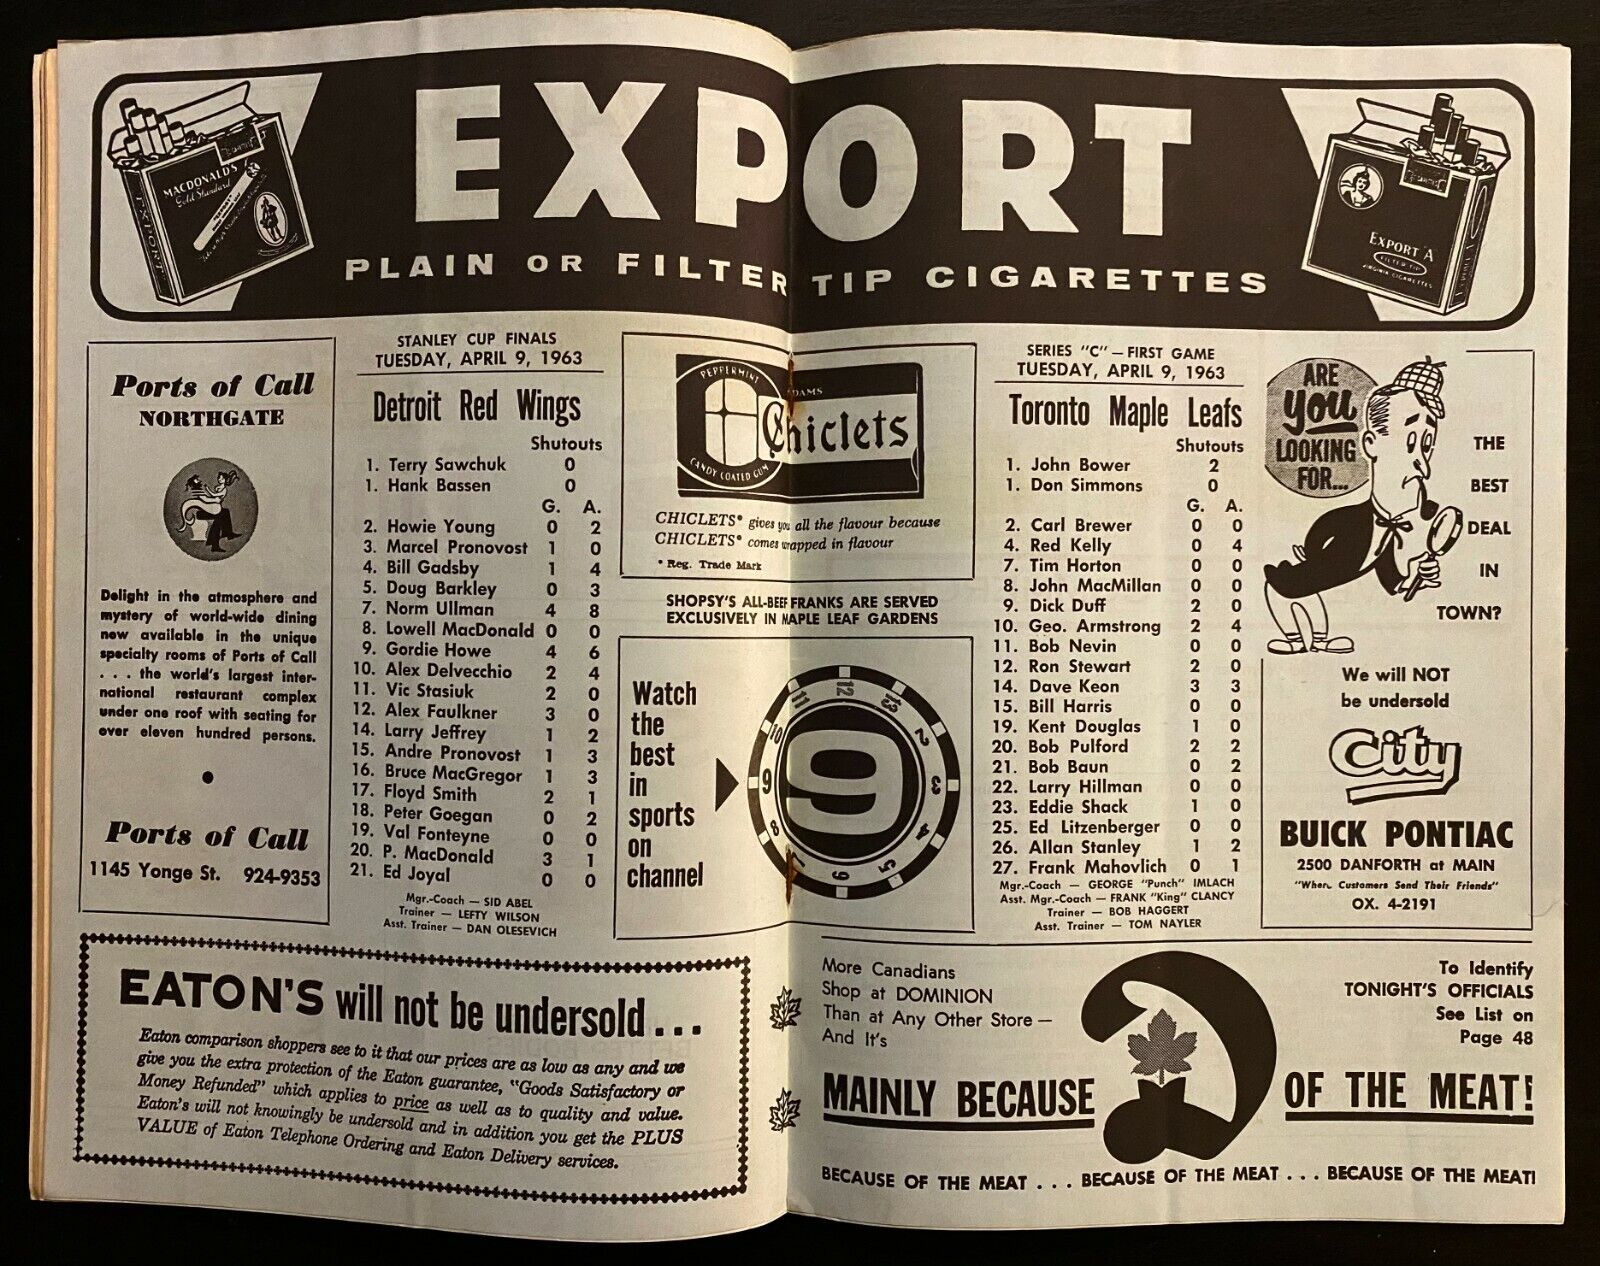 EXPORT
PLAIN OR FILTER TIP CIGARETTES
MACDONALD'S
Gold Standard
EXPORT
EXPORT "A"
FILTER-TIP
VIRGINIA CIGARETTES
Ports of Call
NORTHGATE
Delight in the atmosphere and
mystery of world-wide dining
now available in the unique
specialty rooms of Ports of Call
. . . the world's largest inter-
national restaurant complex
under one roof with seating for
over eleven hundred persons.
Ports of Call
1145 Yonge St. 924-9353
STANLEY CUP FINALS
TUESDAY, APRIL 9, 1963
Detroit Red Wings
Shutouts
1. Terry Sawchuk 0
1. Hank Bassen 0
G. A.
2. Howie Young 0 2
3. Marcel Pronovost 1 0
4. Bill Gadsby 1 4
5. Doug Barkley 0 3
7. Norm Ullman 4 8
8. Lowell MacDonald 0 0
9. Gordie Howe 4 6
10. Alex Delvecchio 2 4
11. Vic Stasiuk 2 0
12. Alex Faulkner 3 0
14. Larry Jeffrey 1 2
15. Andre Pronovost 1 3
16. Bruce MacGregor 1 3
17. Floyd Smith 2 1
18. Peter Goegan 0 2
19. Val Fonteyne 0 0
20. P. MacDonald 3 1
21. Ed Joyal 0 0
Mgr.-Coach — SID ABEL
Trainer — LEFTY WILSON
Asst. Trainer — DAN OLESEVICH
PEPPERMINT
CANDY COATED GUM
ADAMS
Chiclets
CHICLETS* gives you all the flavour because
CHICLETS* comes wrapped in flavour
* Reg. Trade Mark
SHOPSY'S ALL-BEEF FRANKS ARE SERVED
EXCLUSIVELY IN MAPLE LEAF GARDENS
Watch
the
best
in
sports
on
channel
9
12 13 2 3 4 5 6 7 8 9 10 11
SERIES "C" — FIRST GAME
TUESDAY, APRIL 9, 1963
Toronto Maple Leafs
Shutouts
1. John Bower 2
1. Don Simmons 0
G. A.
2. Carl Brewer 0 0
4. Red Kelly 0 4
7. Tim Horton 0 0
8. John MacMillan 0 0
9. Dick Duff 2 0
10. Geo. Armstrong 2 4
11. Bob Nevin 0 0
12. Ron Stewart 2 0
14. Dave Keon 3 3
15. Bill Harris 0 0
19. Kent Douglas 1 0
20. Bob Pulford 2 2
21. Bob Baun 0 2
22. Larry Hillman 0 0
23. Eddie Shack 1 0
25. Ed Litzenberger 0 0
26. Allan Stanley 1 2
27. Frank Mahovlich 0 1
Mgr.-Coach — GEORGE "Punch" IMLACH
Asst. Mgr.-Coach — FRANK "King" CLANCY
Trainer — BOB HAGGERT
Asst. Trainer — TOM NAYLER
ARE
you
LOOKING
FOR...
THE
BEST
DEAL
IN
TOWN?
We will NOT
be undersold
City
BUICK PONTIAC
2500 DANFORTH at MAIN
"When Customers Send Their Friends"
OX. 4-2191
EATON'S will not be undersold . . .
Eaton comparison shoppers see to it that our prices are as low as any and we
give you the extra protection of the Eaton guarantee, "Goods Satisfactory or
Money Refunded" which applies to price as well as to quality and value.
Eaton's will not knowingly be undersold and in addition you get the PLUS
VALUE of Eaton Telephone Ordering and Eaton Delivery services.
More Canadians
Shop at DOMINION
Than at Any Other Store —
And It's
MAINLY BECAUSE OF THE MEAT!
To Identify
TONIGHT'S OFFICIALS
See List on
Page 48
BECAUSE OF THE MEAT . . . BECAUSE OF THE MEAT . . . BECAUSE OF THE MEAT!